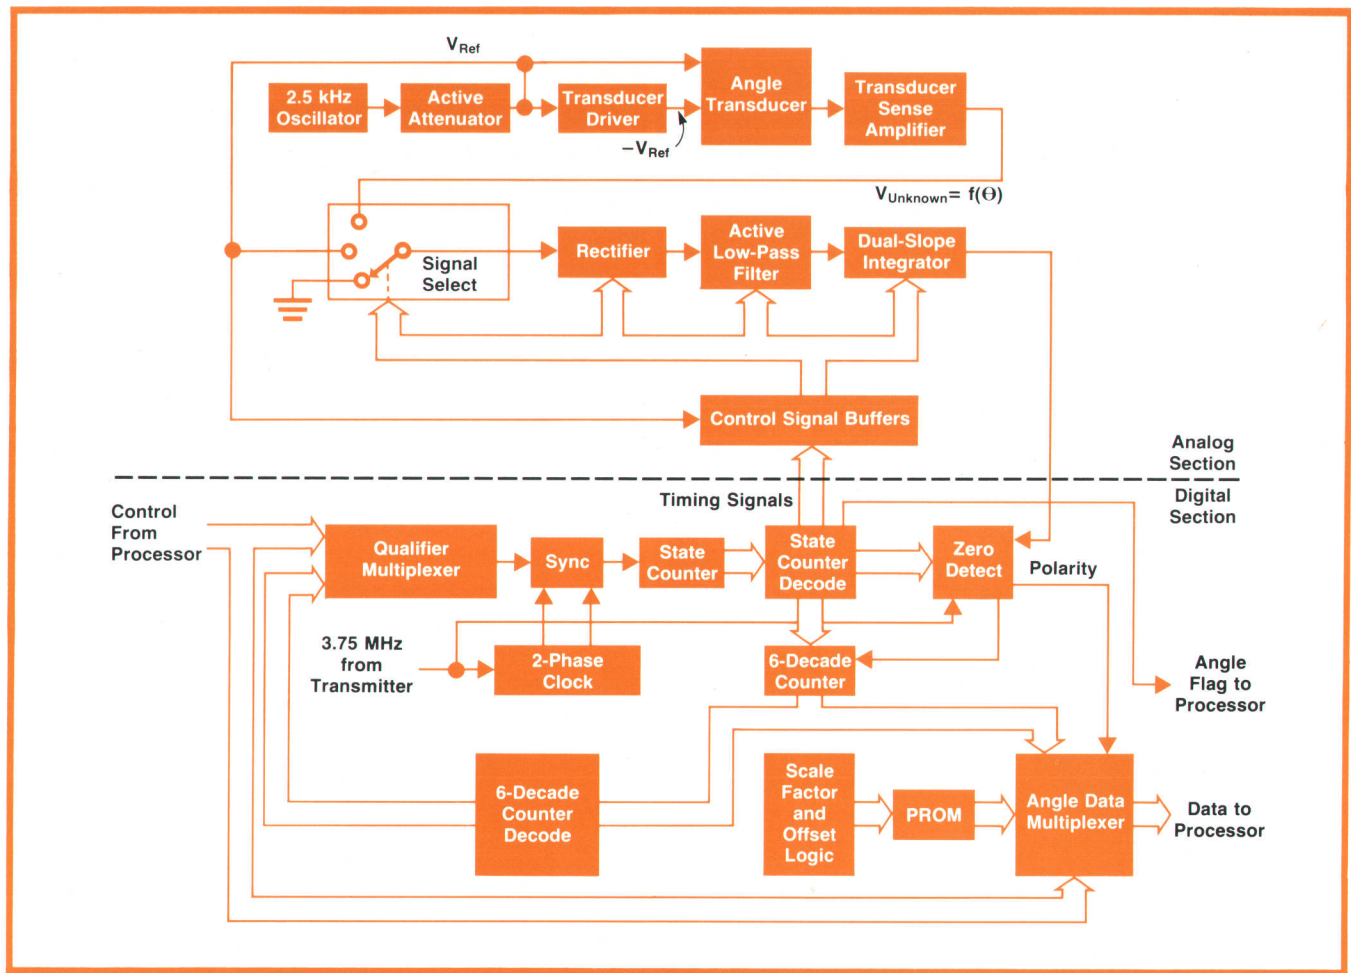 V_Ref
2.5 kHz
Oscillator
Active
Attenuator
Transducer
Driver
−V_Ref
Angle
Transducer
Transducer
Sense
Amplifier
V_Unknown = f(Θ)
Signal
Select
Rectifier
Active
Low-Pass
Filter
Dual-Slope
Integrator
Control Signal Buffers
Analog
Section
Digital
Section
Timing Signals
Control
From
Processor
Qualifier
Multiplexer
Sync
State
Counter
State
Counter
Decode
Zero
Detect
Polarity
3.75 MHz
from
Transmitter
2-Phase
Clock
6-Decade
Counter
Angle
Flag to
Processor
6-Decade
Counter
Decode
Scale
Factor
and
Offset
Logic
PROM
Angle Data
Multiplexer
Data to
Processor